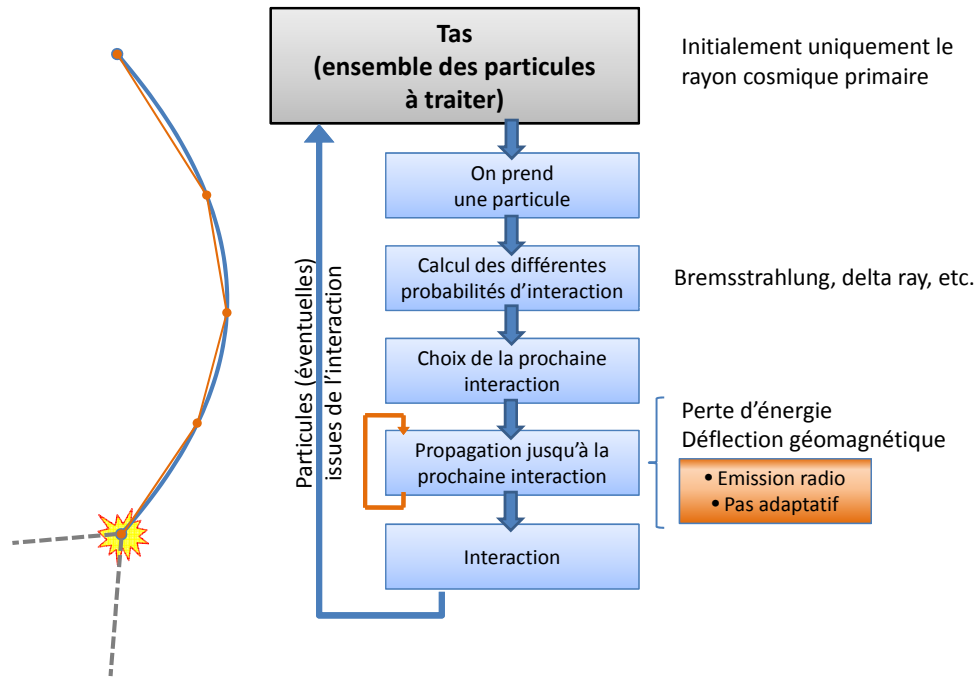 Tas
(ensemble des particules
à traiter)
Initialement uniquement le
rayon cosmique primaire
On prend
une particule
Calcul des différentes
probabilités d’interaction
Bremsstrahlung, delta ray, etc.
Choix de la prochaine
interaction
Particules (éventuelles)
issues de l’interaction
Propagation jusqu’à la
prochaine interaction
Perte d’énergie
Déflection géomagnétique
• Emission radio
• Pas adaptatif
Interaction